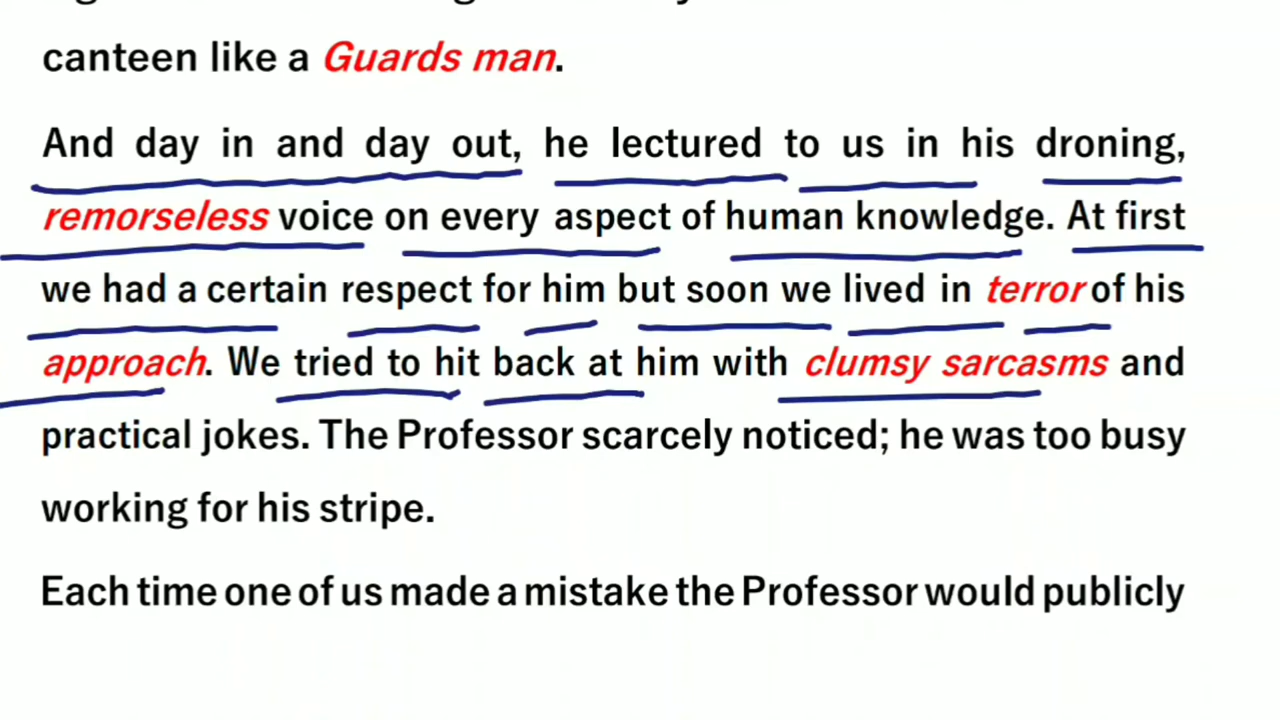 canteen like a Guards man.
And day in and day out, he lectured to us in his droning,
remorseless voice on every aspect of human knowledge. At first
we had a certain respect for him but soon we lived in terror of his
approach. We tried to hit back at him with clumsy sarcasms and
practical jokes. The Professor scarcely noticed; he was too busy
working for his stripe.
Each time one of us made a mistake the Professor would publicly